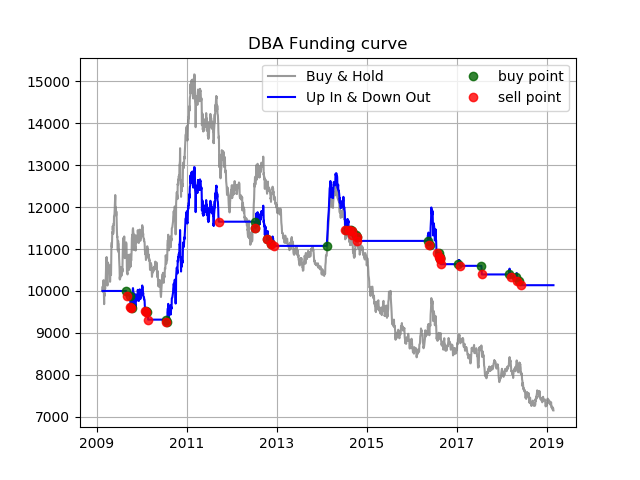 DBA Funding curve
Buy & Hold
Up In & Down Out
buy point
sell point
15000
14000
13000
12000
11000
10000
9000
8000
7000
2009 2011 2013 2015 2017 2019